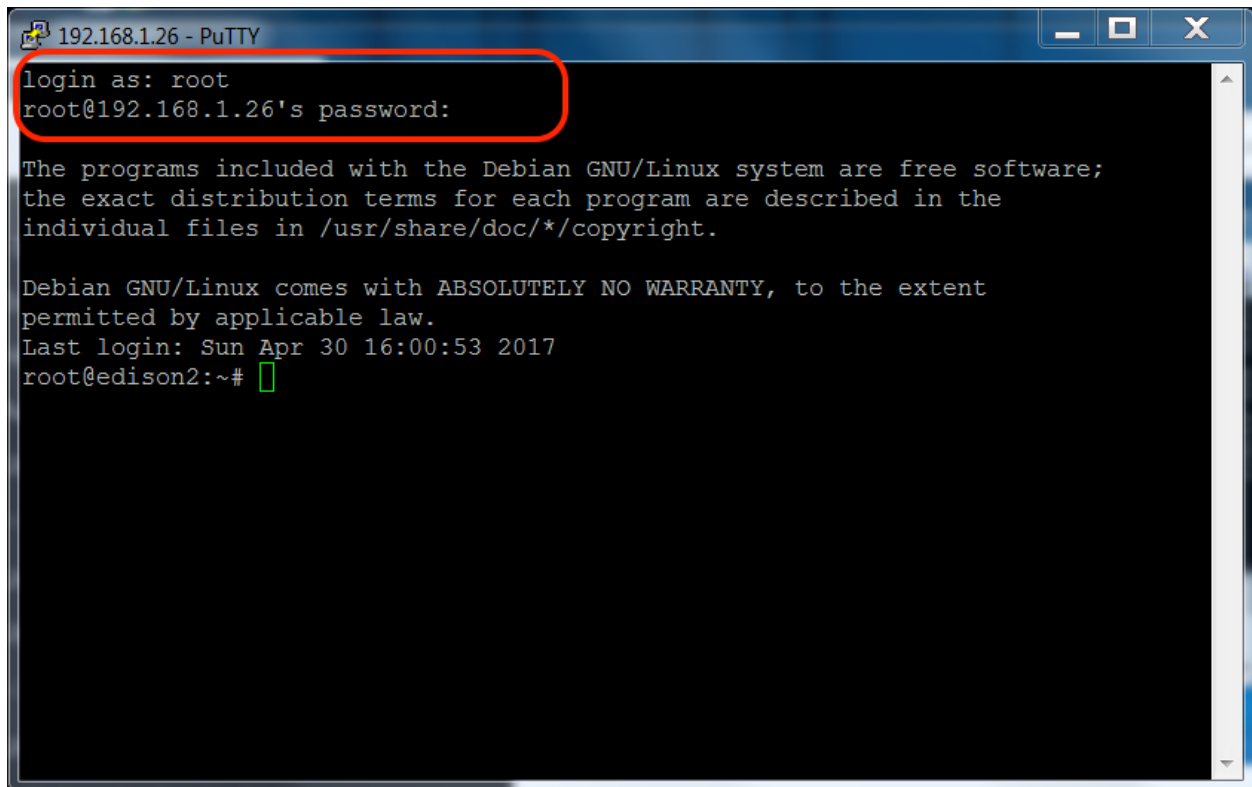 192.168.1.26 - PuTTY
login as: root
root@192.168.1.26's password:
The programs included with the Debian GNU/Linux system are free software;
the exact distribution terms for each program are described in the
individual files in /usr/share/doc/*/copyright.
Debian GNU/Linux comes with ABSOLUTELY NO WARRANTY, to the extent
permitted by applicable law.
Last login: Sun Apr 30 16:00:53 2017
root@edison2:~#